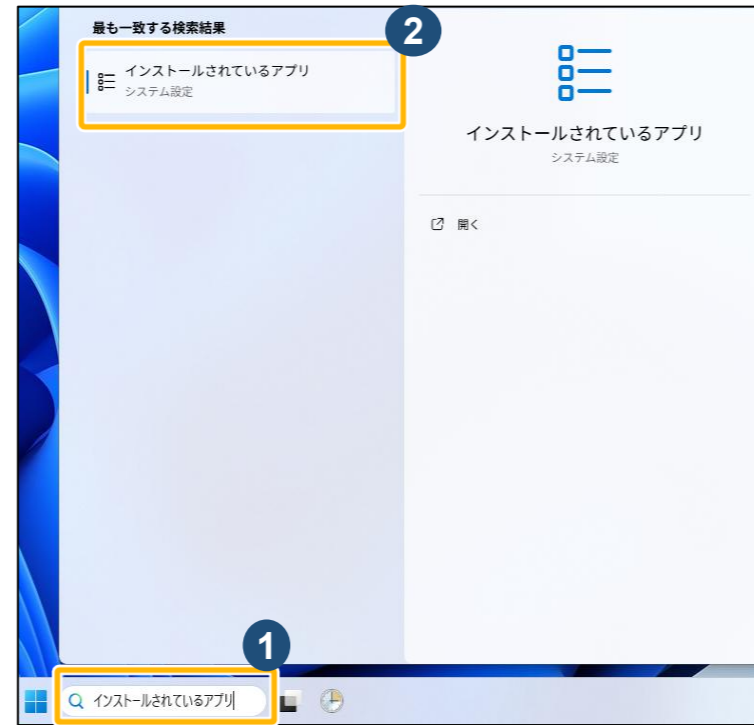 最も一致する検索結果
2
インストールされているアプリ
システム設定
インストールされているアプリ
システム設定
開く
1
インストールされているアプリ